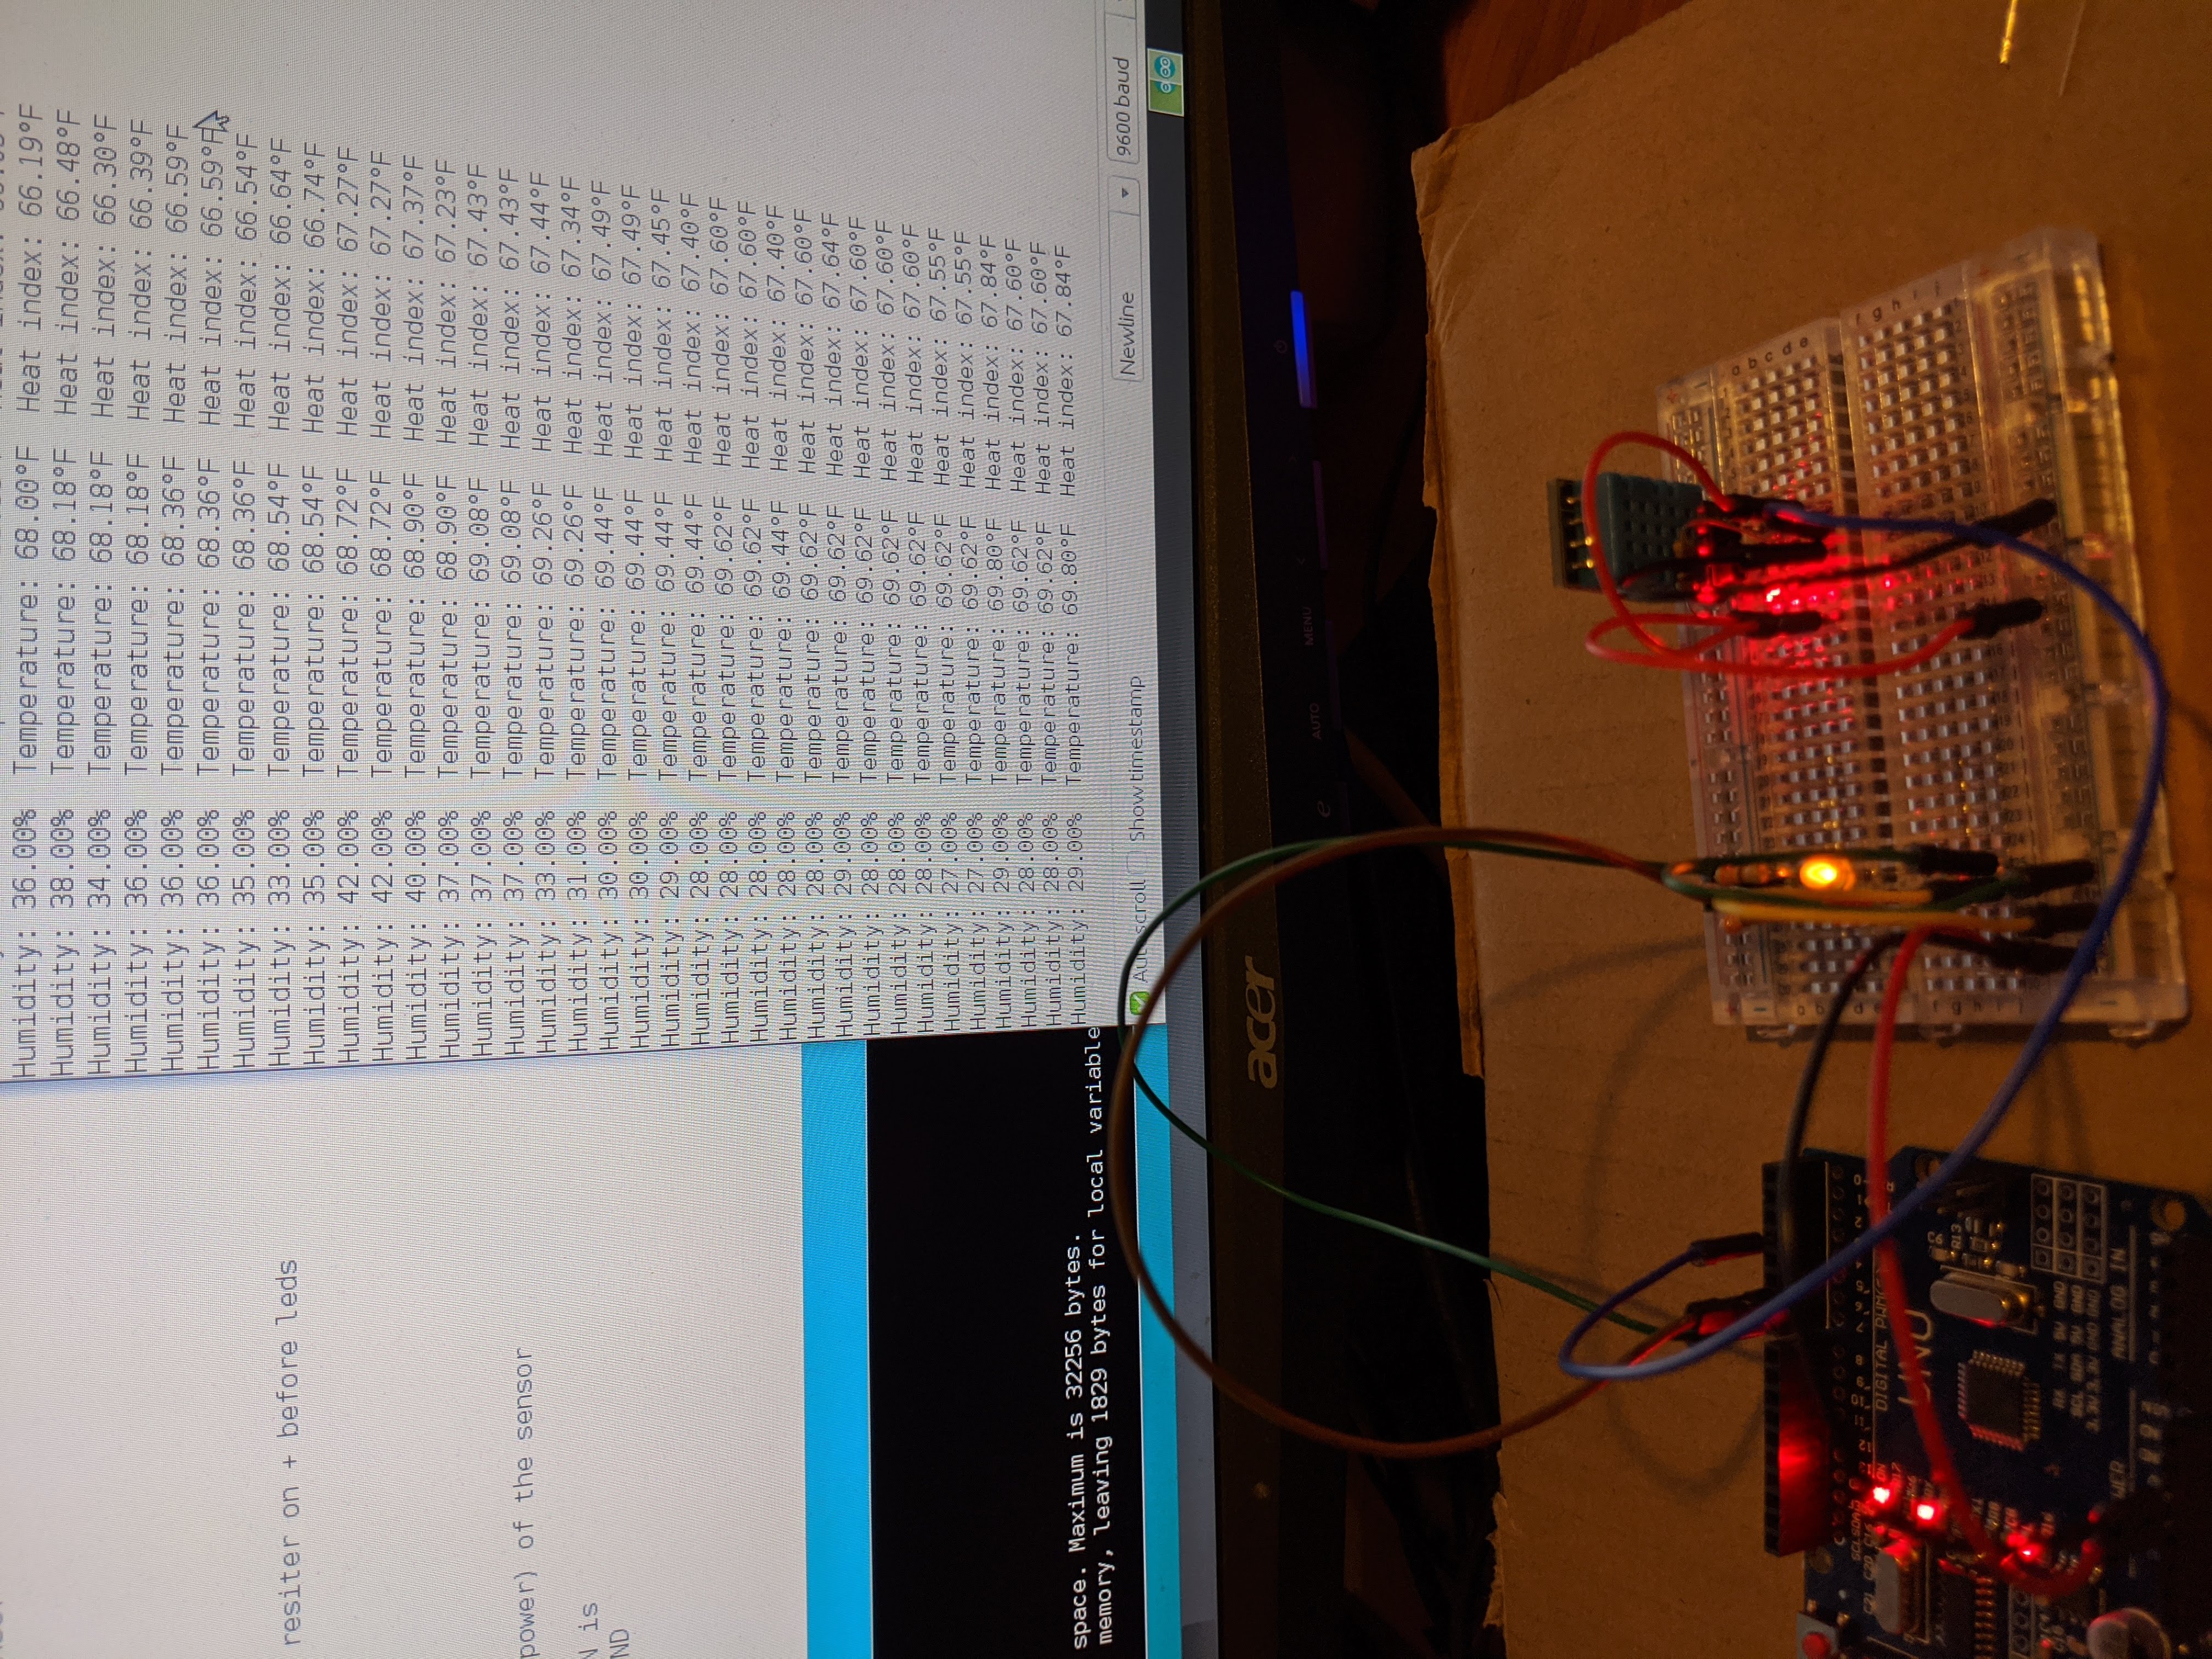 Humidity: 36.00%  Temperature: 68.00°F  Heat index: 66.19°F
Humidity: 38.00%  Temperature: 68.18°F  Heat index: 66.48°F
Humidity: 34.00%  Temperature: 68.18°F  Heat index: 66.30°F
Humidity: 36.00%  Temperature: 68.18°F  Heat index: 66.39°F
Humidity: 36.00%  Temperature: 68.36°F  Heat index: 66.59°F
Humidity: 36.00%  Temperature: 68.36°F  Heat index: 66.59°F
Humidity: 35.00%  Temperature: 68.36°F  Heat index: 66.54°F
Humidity: 33.00%  Temperature: 68.54°F  Heat index: 66.64°F
Humidity: 35.00%  Temperature: 68.54°F  Heat index: 66.74°F
Humidity: 42.00%  Temperature: 68.72°F  Heat index: 67.27°F
Humidity: 42.00%  Temperature: 68.72°F  Heat index: 67.27°F
Humidity: 40.00%  Temperature: 68.90°F  Heat index: 67.37°F
Humidity: 37.00%  Temperature: 68.90°F  Heat index: 67.23°F
Humidity: 37.00%  Temperature: 69.08°F  Heat index: 67.43°F
Humidity: 37.00%  Temperature: 69.08°F  Heat index: 67.43°F
Humidity: 33.00%  Temperature: 69.26°F  Heat index: 67.44°F
Humidity: 31.00%  Temperature: 69.26°F  Heat index: 67.34°F
Humidity: 30.00%  Temperature: 69.44°F  Heat index: 67.49°F
Humidity: 30.00%  Temperature: 69.44°F  Heat index: 67.49°F
Humidity: 29.00%  Temperature: 69.44°F  Heat index: 67.45°F
Humidity: 28.00%  Temperature: 69.44°F  Heat index: 67.40°F
Humidity: 28.00%  Temperature: 69.62°F  Heat index: 67.60°F
Humidity: 28.00%  Temperature: 69.62°F  Heat index: 67.60°F
Humidity: 28.00%  Temperature: 69.44°F  Heat index: 67.40°F
Humidity: 28.00%  Temperature: 69.62°F  Heat index: 67.60°F
Humidity: 29.00%  Temperature: 69.62°F  Heat index: 67.64°F
Humidity: 28.00%  Temperature: 69.62°F  Heat index: 67.60°F
Humidity: 28.00%  Temperature: 69.62°F  Heat index: 67.60°F
Humidity: 28.00%  Temperature: 69.62°F  Heat index: 67.60°F
Humidity: 27.00%  Temperature: 69.62°F  Heat index: 67.55°F
Humidity: 27.00%  Temperature: 69.62°F  Heat index: 67.55°F
Humidity: 29.00%  Temperature: 69.80°F  Heat index: 67.84°F
Humidity: 28.00%  Temperature: 69.62°F  Heat index: 67.60°F
Humidity: 28.00%  Temperature: 69.62°F  Heat index: 67.60°F
Humidity: 29.00%  Temperature: 69.80°F  Heat index: 67.84°F
resiter on + before leds
power) of the sensor
N is
ND
space. Maximum is 32256 bytes.
memory, leaving 1829 bytes for local variable
Autoscroll Show timestamp
Newline
9600 baud
acer
e AUTO MENU <
DIGITAL PWM
UNO
RX TX 5V GND
SCL SDA 5V GND
3.3V 3.3V GND GND
WER ANALOG IN